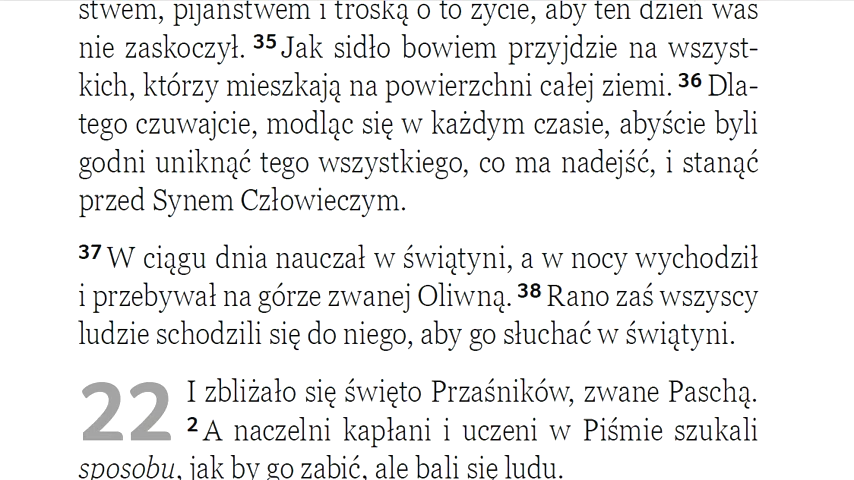 stwem, pijaństwem i troską o to życie, aby ten dzień was
nie zaskoczył. 35 Jak sidło bowiem przyjdzie na wszyst-
kich, którzy mieszkają na powierzchni całej ziemi. 36 Dla-
tego czuwajcie, modląc się w każdym czasie, abyście byli
godni uniknąć tego wszystkiego, co ma nadejść, i stanąć
przed Synem Człowieczym.
37 W ciągu dnia nauczał w świątyni, a w nocy wychodził
i przebywał na górze zwanej Oliwną. 38 Rano zaś wszyscy
ludzie schodzili się do niego, aby go słuchać w świątyni.
22 I zbliżało się święto Przaśników, zwane Paschą.
2 A naczelni kapłani i uczeni w Piśmie szukali
sposobu, jak by go zabić, ale bali się ludu.